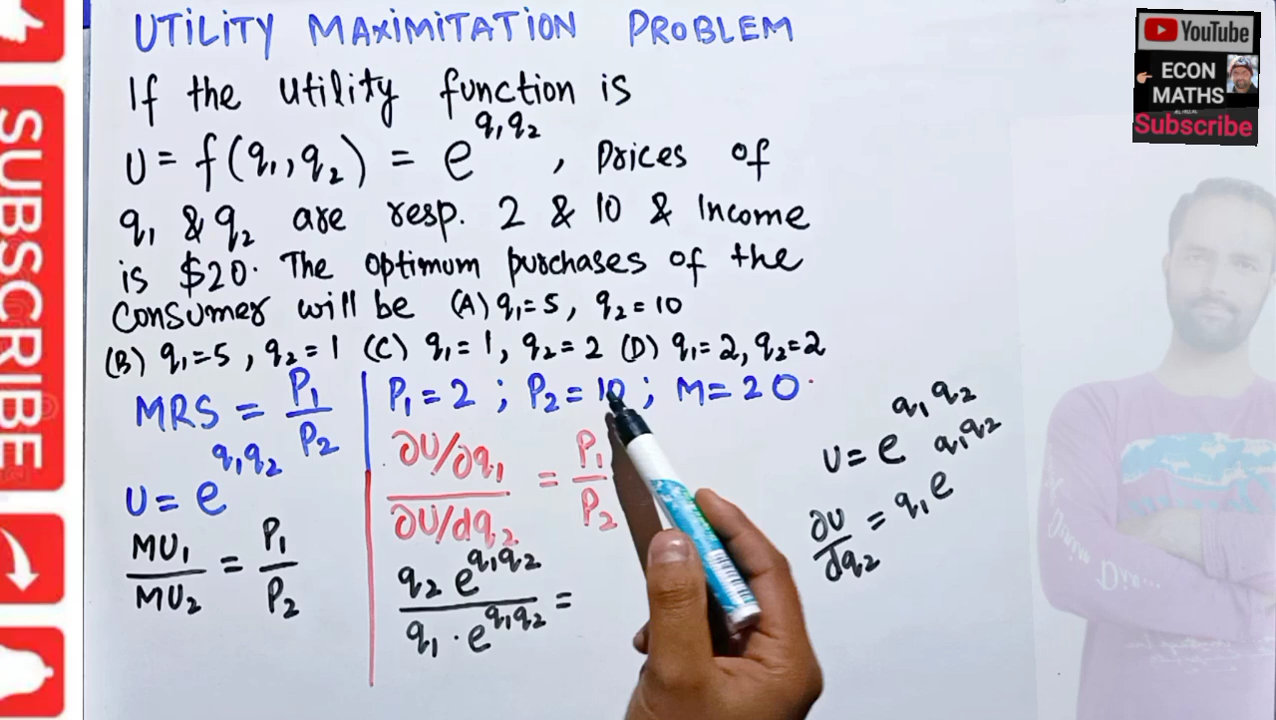 UTILITY MAXIMITATION PROBLEM
If the utility function is
U = f(q₁,q₂) = e^q₁q₂, Prices of
q₁ & q₂ are resp. 2 & 10 & Income
is $20. The optimum purchases of the
Consumer will be (A) q₁=5, q₂=10
(B) q₁=5, q₂=1 (C) q₁=1, q₂=2 (D) q₁=2, q₂=2
MRS = P₁/P₂
U = e^q₁q₂
MU₁/MU₂ = P₁/P₂
P₁=2 ; P₂=10 ; M=20
∂U/∂q₁ / ∂U/dq₂ = P₁/P₂
q₂ e^q₁q₂ / q₁ · e^q₁q₂ =
U = e^q₁q₂
∂U/dq₂ = q₁ e^q₁q₂
YouTube
ECON
MATHS
Subscribe
SUBSCRIBE